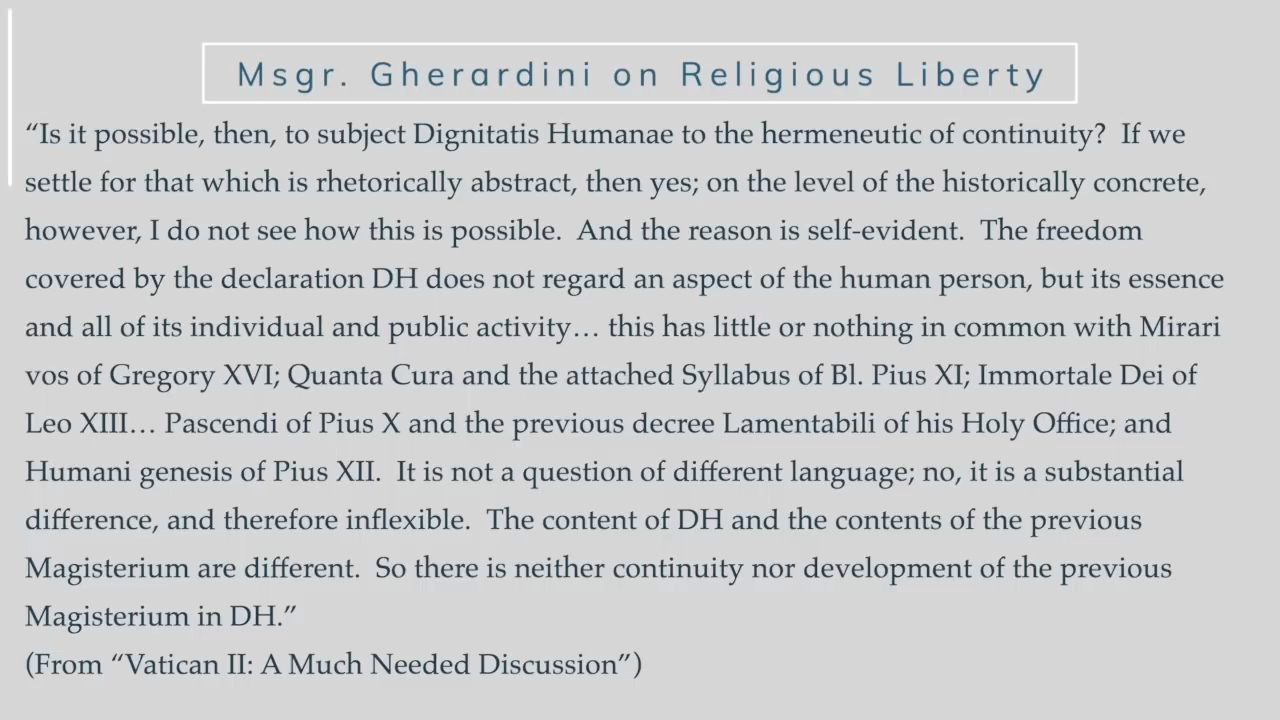 Msgr. Gherardini on Religious Liberty
“Is it possible, then, to subject Dignitatis Humanae to the hermeneutic of continuity?  If we
settle for that which is rhetorically abstract, then yes; on the level of the historically concrete,
however, I do not see how this is possible.  And the reason is self-evident.  The freedom
covered by the declaration DH does not regard an aspect of the human person, but its essence
and all of its individual and public activity… this has little or nothing in common with Mirari
vos of Gregory XVI; Quanta Cura and the attached Syllabus of Bl. Pius XI; Immortale Dei of
Leo XIII… Pascendi of Pius X and the previous decree Lamentabili of his Holy Office; and
Humani genesis of Pius XII.  It is not a question of different language; no, it is a substantial
difference, and therefore inflexible.  The content of DH and the contents of the previous
Magisterium are different.  So there is neither continuity nor development of the previous
Magisterium in DH.”
(From “Vatican II: A Much Needed Discussion”)